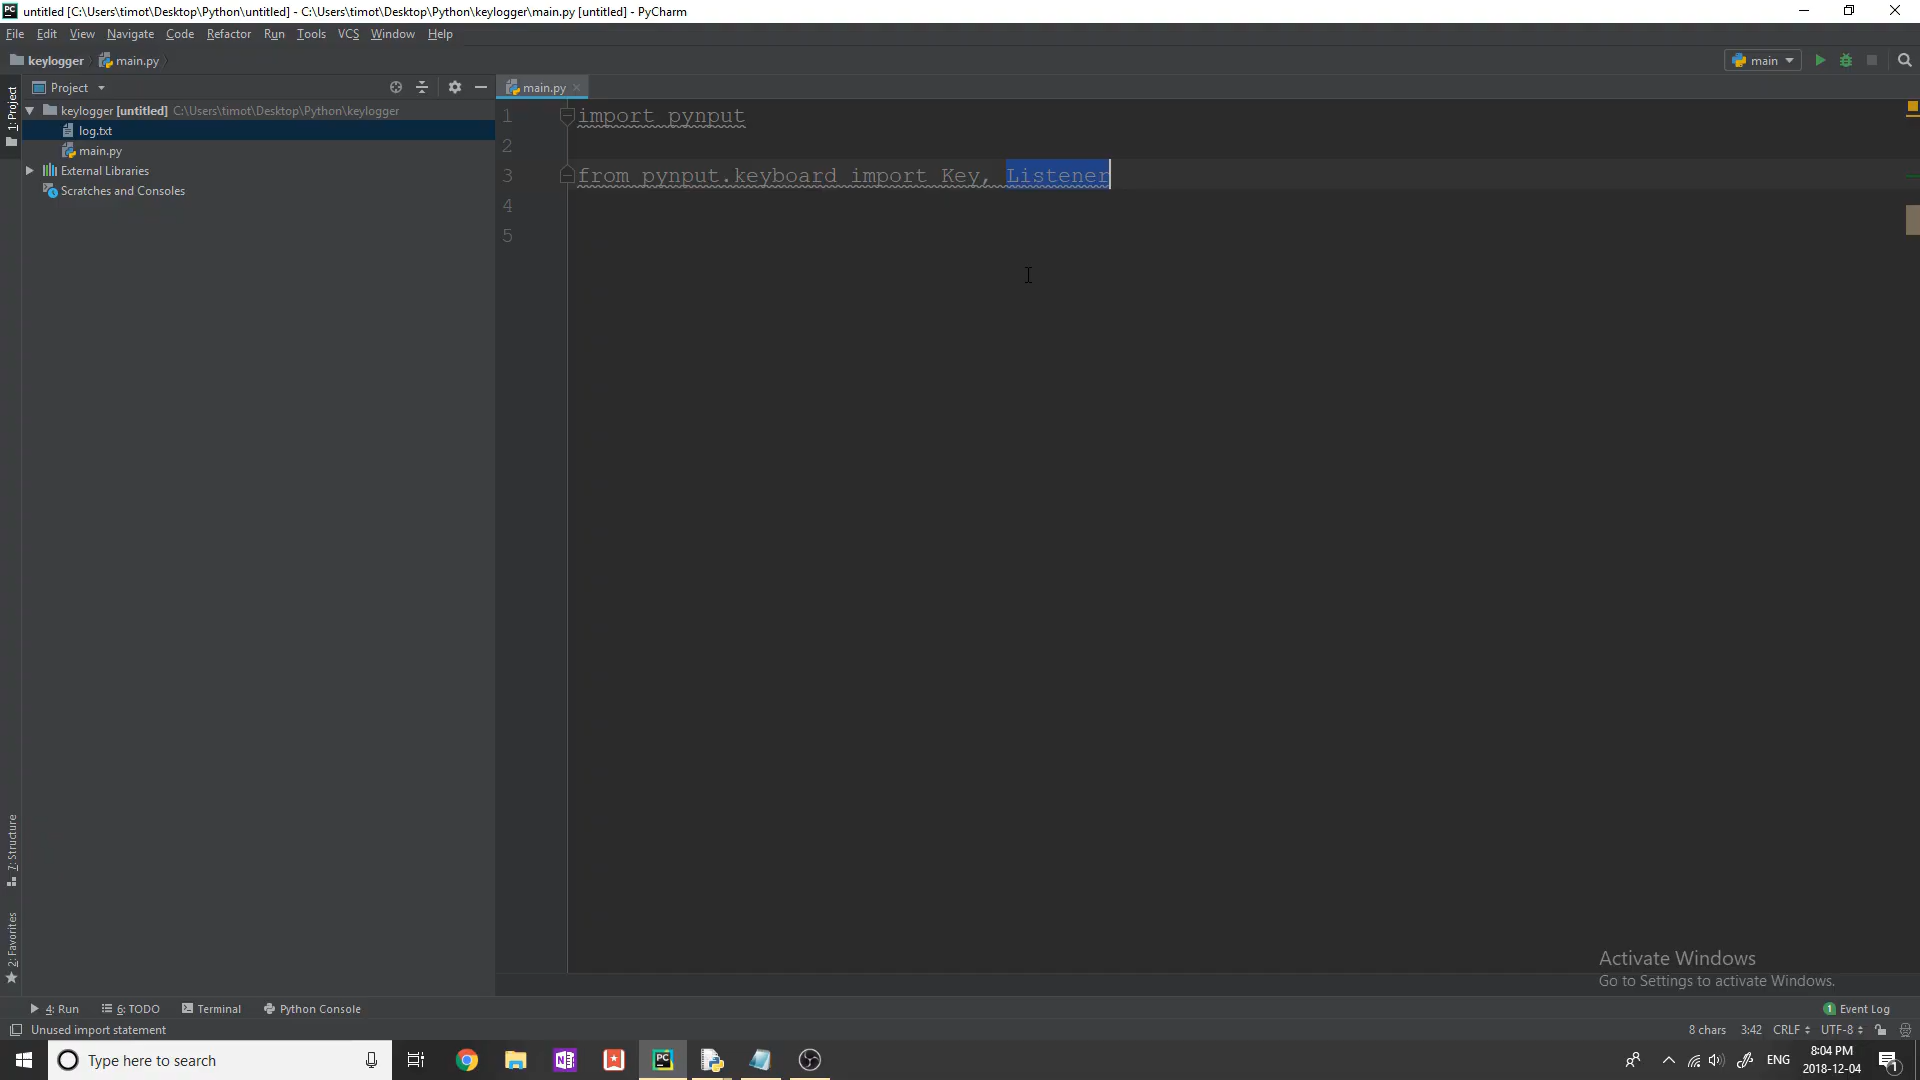 untitled [C:\Users\timot\Desktop\Python\untitled] - C:\Users\timot\Desktop\Python\keylogger\main.py [untitled] - PyCharm
File Edit View Navigate Code Refactor Run Tools VCS Window Help
keylogger main.py main
1: Project
Project
main.py
keylogger [untitled] C:\Users\timot\Desktop\Python\keylogger
log.txt
main.py
External Libraries
Scratches and Consoles
1 import pynput
2
3 from pynput.keyboard import Key, Listener
4
5
7: Structure
2: Favorites
Activate Windows
Go to Settings to activate Windows.
4: Run 6: TODO Terminal Python Console 1 Event Log
Unused import statement 8 chars 3:42 CRLF UTF-8
Type here to search
ENG
8:04 PM
2018-12-04
1